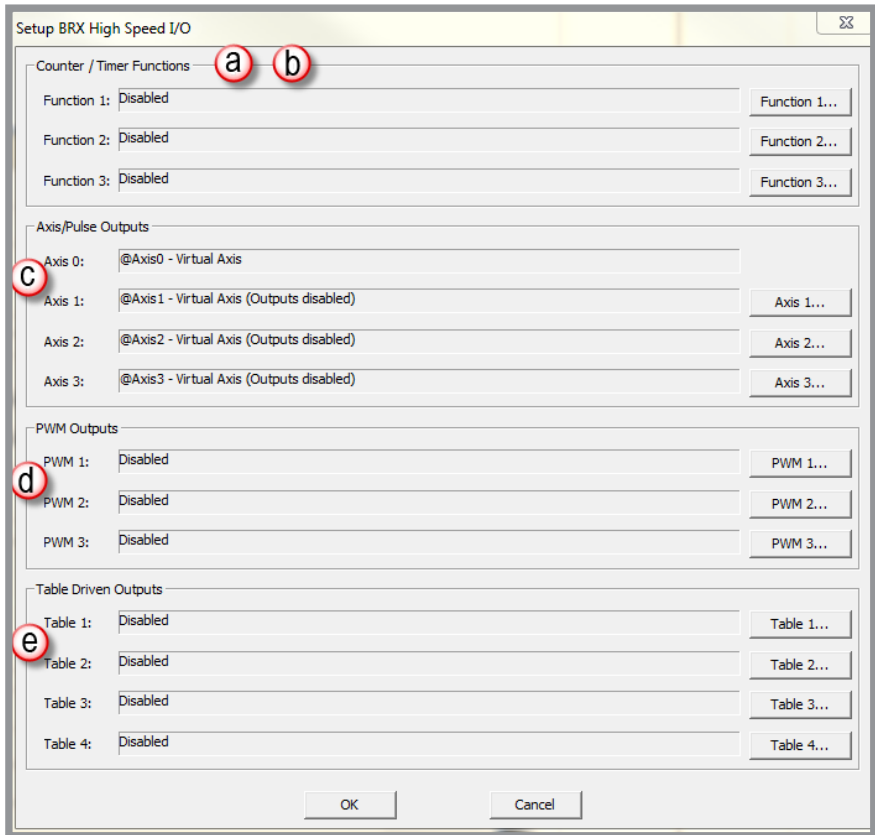 Setup BRX High Speed I/O
Counter / Timer Functions a b
Function 1: Disabled Function 1...
Function 2: Disabled Function 2...
Function 3: Disabled Function 3...
Axis/Pulse Outputs
c
Axis 0: @Axis0 - Virtual Axis
Axis 1: @Axis1 - Virtual Axis (Outputs disabled) Axis 1...
Axis 2: @Axis2 - Virtual Axis (Outputs disabled) Axis 2...
Axis 3: @Axis3 - Virtual Axis (Outputs disabled) Axis 3...
PWM Outputs
PWM 1: Disabled PWM 1...
d
PWM 2: Disabled PWM 2...
PWM 3: Disabled PWM 3...
Table Driven Outputs
Table 1: Disabled Table 1...
e
Table 2: Disabled Table 2...
Table 3: Disabled Table 3...
Table 4: Disabled Table 4...
OK Cancel